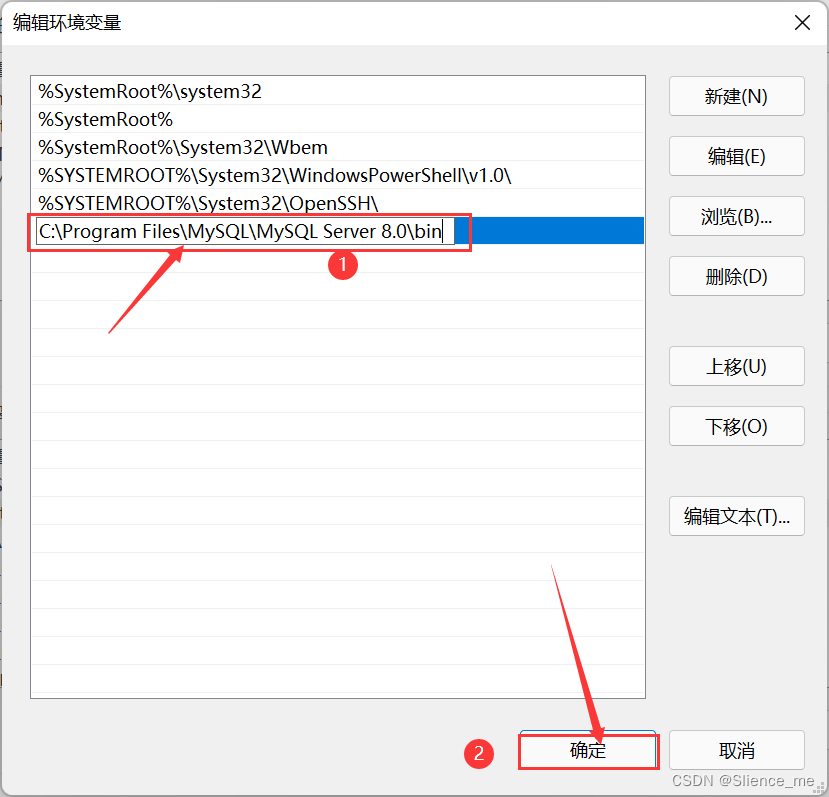 编辑环境变量
%SystemRoot%\system32
%SystemRoot%
%SystemRoot%\System32\Wbem
%SYSTEMROOT%\System32\WindowsPowerShell\v1.0\
%SYSTEMROOT%\System32\OpenSSH\
C:\Program Files\MySQL\MySQL Server 8.0\bin
1
新建(N)
编辑(E)
浏览(B)...
删除(D)
上移(U)
下移(O)
编辑文本(T)...
2
确定
取消
CSDN @Slience_me